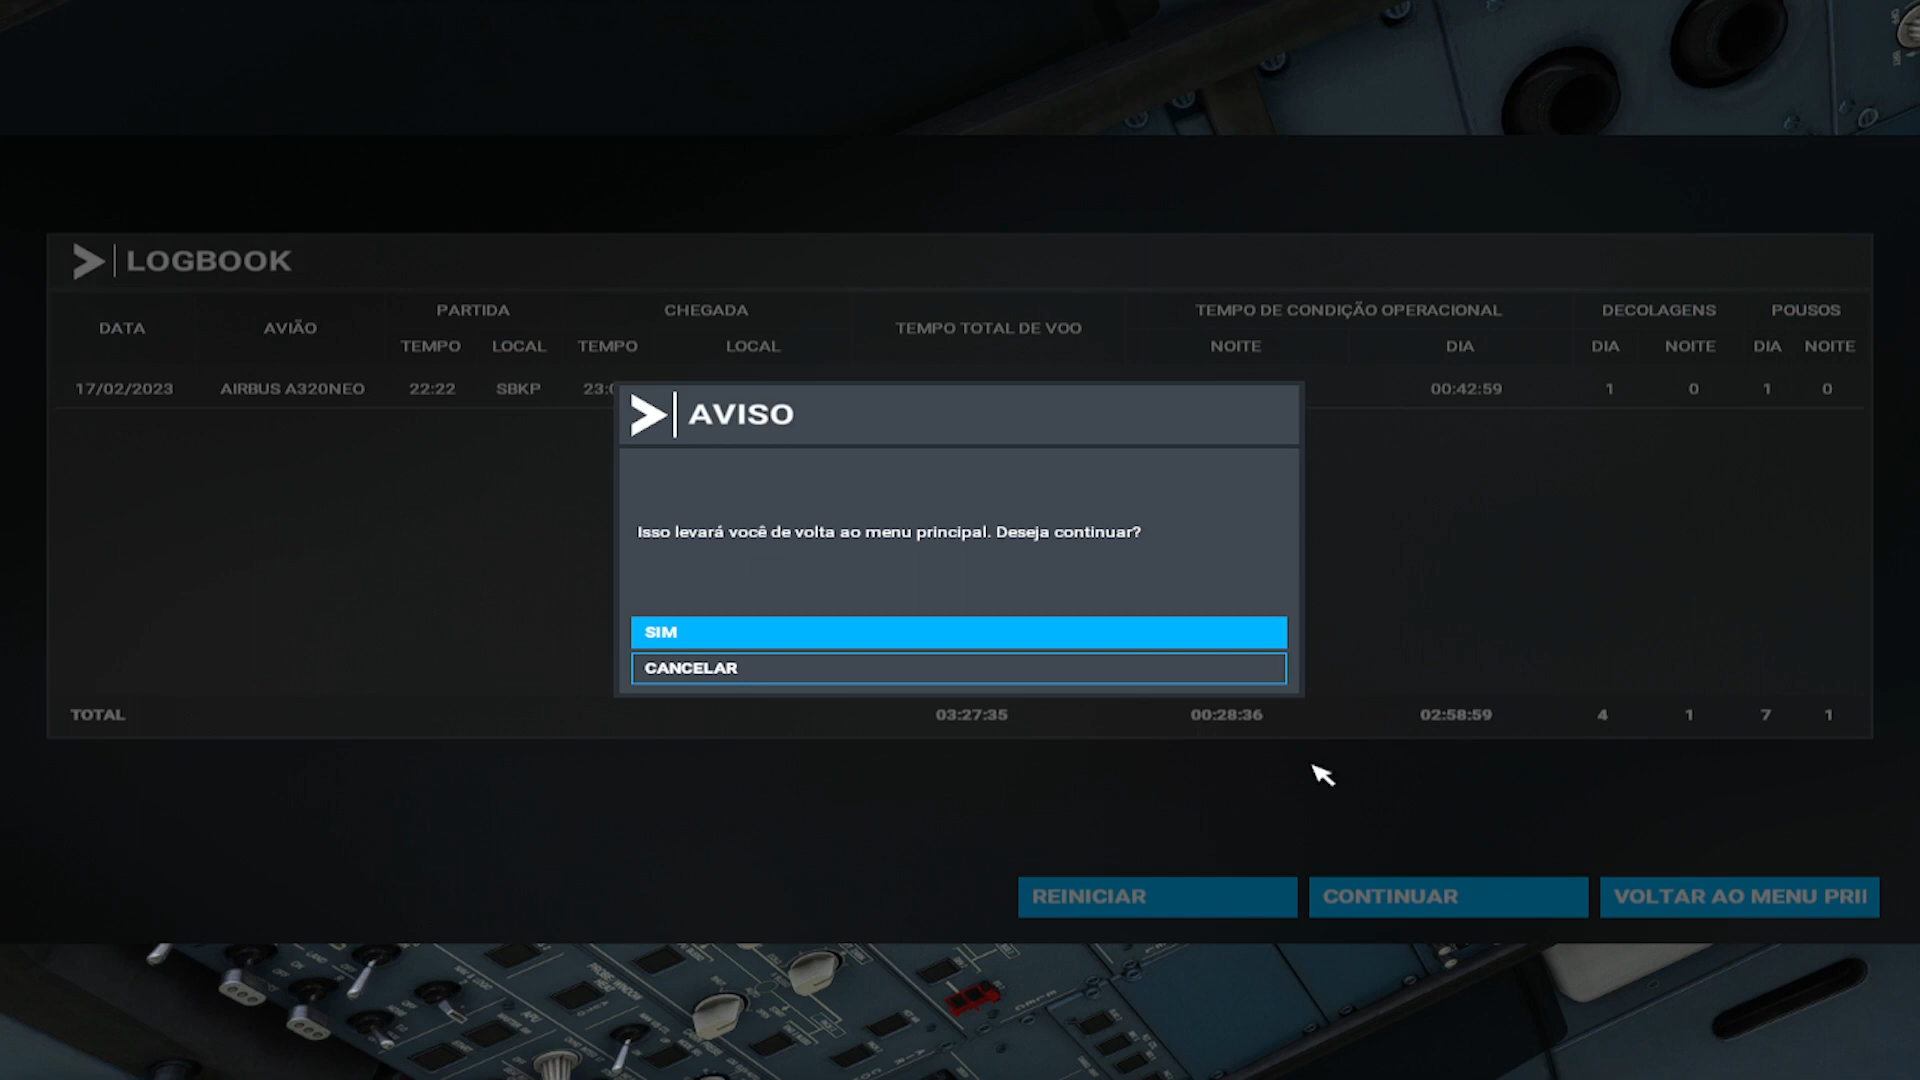 LOGBOOK
DATA AVIÃO PARTIDA CHEGADA TEMPO TOTAL DE VOO TEMPO DE CONDIÇÃO OPERACIONAL DECOLAGENS POUSOS
TEMPO LOCAL TEMPO LOCAL NOITE DIA DIA NOITE DIA NOITE
17/02/2023 AIRBUS A320NEO 22:22 SBKP 00:42:59 1 0 1 0
AVISO
Isso levará você de volta ao menu principal. Deseja continuar?
SIM
CANCELAR
TOTAL 03:27:35 00:28:36 02:58:59 4 1 7 1
REINICIAR CONTINUAR VOLTAR AO MENU PRI